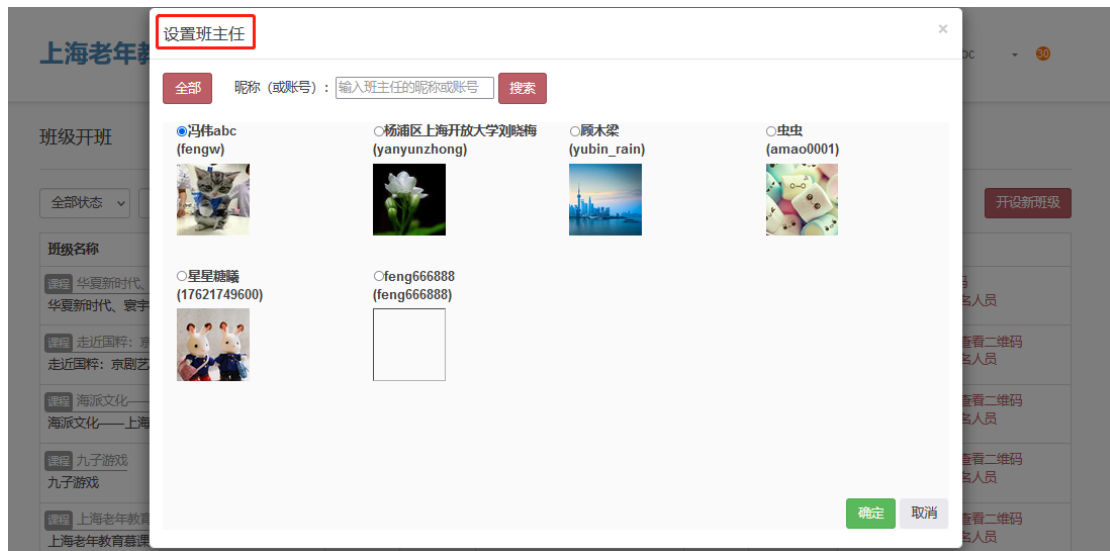 设置班主任
×
上海老年教
bc
30
全部
昵称（或账号）:
输入班主任的昵称或账号
搜索
班级开班
冯伟abc
(fengw)
杨浦区上海开放大学刘晓梅
(yanyunzhong)
顾木梁
(yubin_rain)
虫虫
(amao0001)
全部状态
开设新班级
班级名称
星星糖曦
(17621749600)
feng666888
(feng666888)
课程 华夏新时代、
华夏新时代、寰宇
名人员
课程 走近国粹：京
走近国粹：京剧艺
查看二维码
名人员
课程 海派文化——
海派文化——上海
查看二维码
名人员
课程 九子游戏
九子游戏
查看二维码
名人员
确定
取消
课程 上海老年教育
上海老年教育慕课
查看二维码
名人员